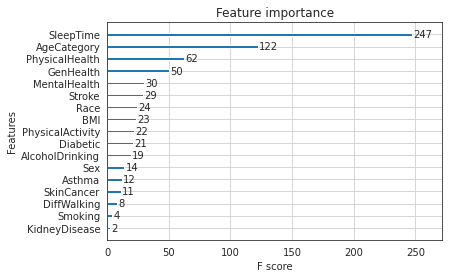 Feature importance
SleepTime 247
AgeCategory 122
PhysicalHealth 62
GenHealth 50
MentalHealth 30
Stroke 29
Race 24
BMI 23
PhysicalActivity 22
Diabetic 21
AlcoholDrinking 19
Sex 14
Asthma 12
SkinCancer 11
DiffWalking 8
Smoking 4
KidneyDisease 2
Features
0 50 100 150 200 250
F score